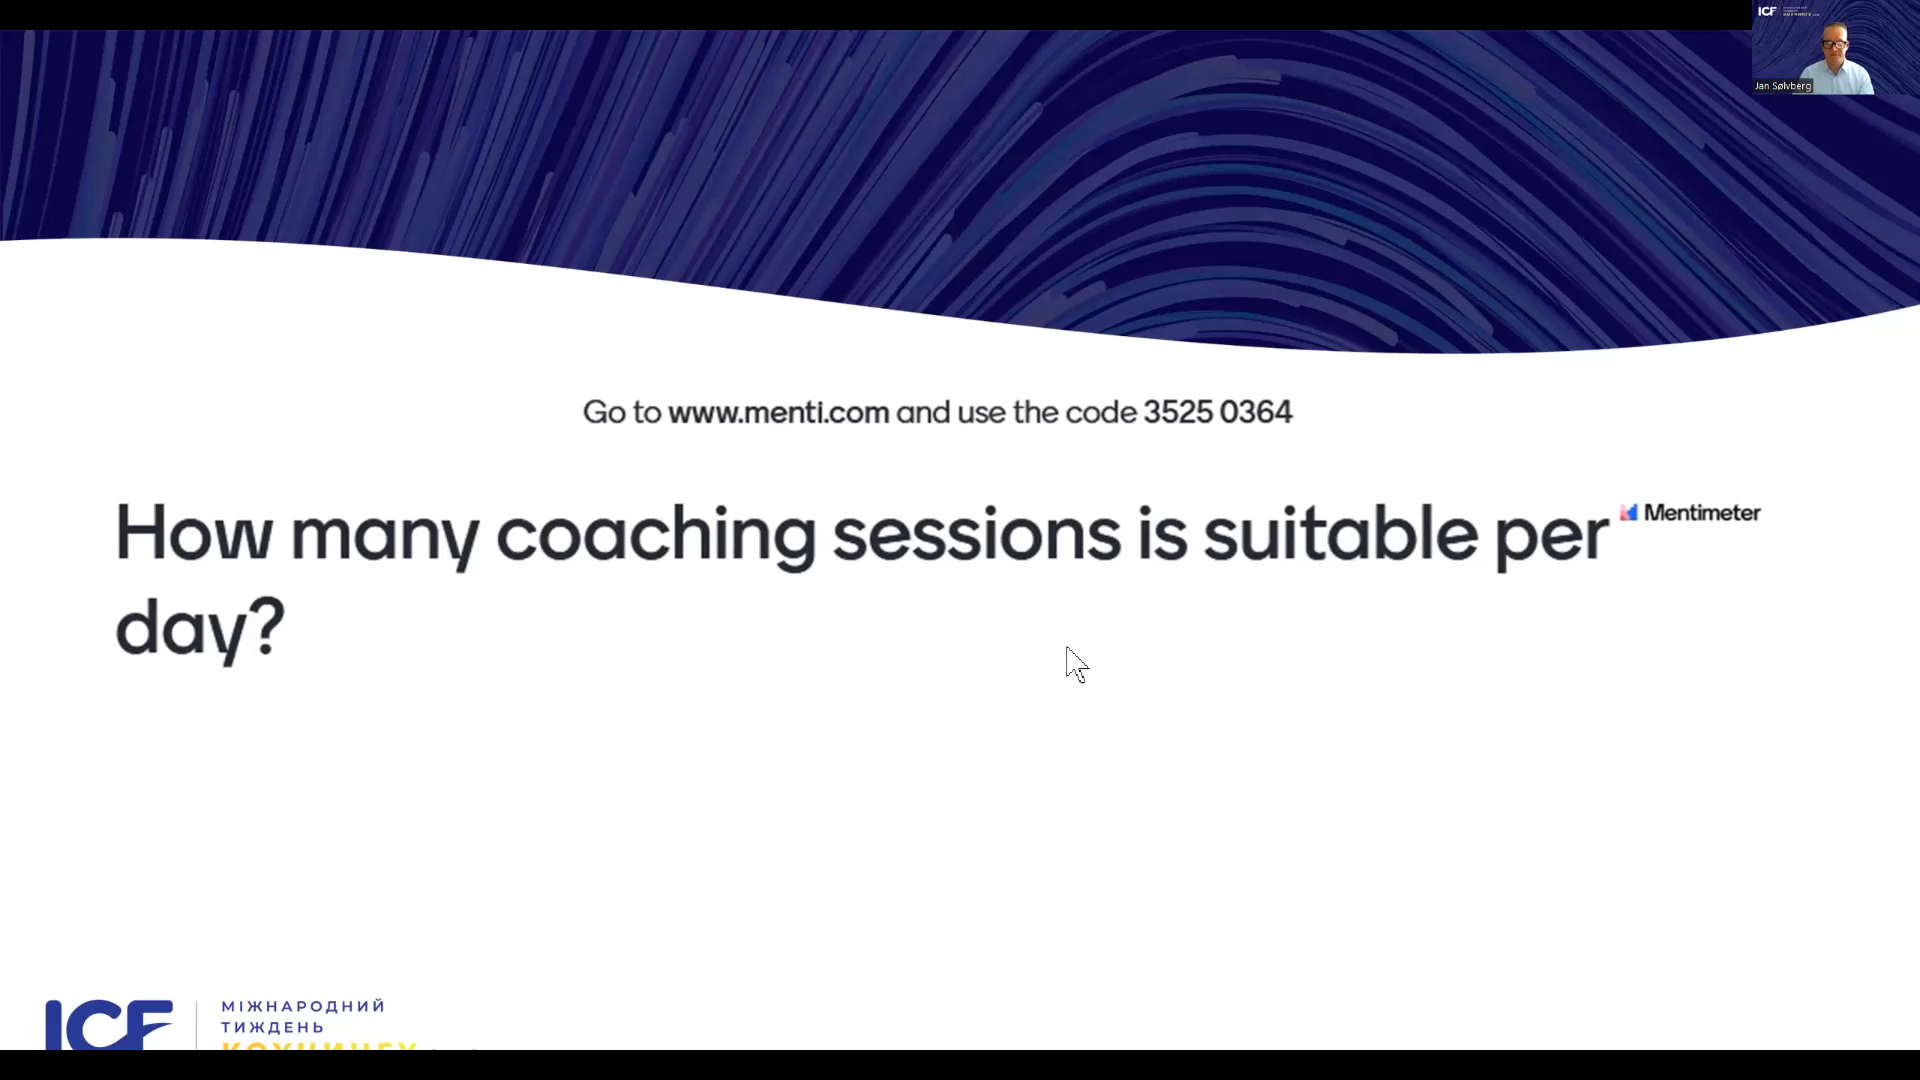 ICF
Jan Sølvberg
Go to www.menti.com and use the code 3525 0364
How many coaching sessions is suitable per
day?
Mentimeter
ICF
МІЖНАРОДНИЙ
ТИЖДЕНЬ
КОУЧИНГУ